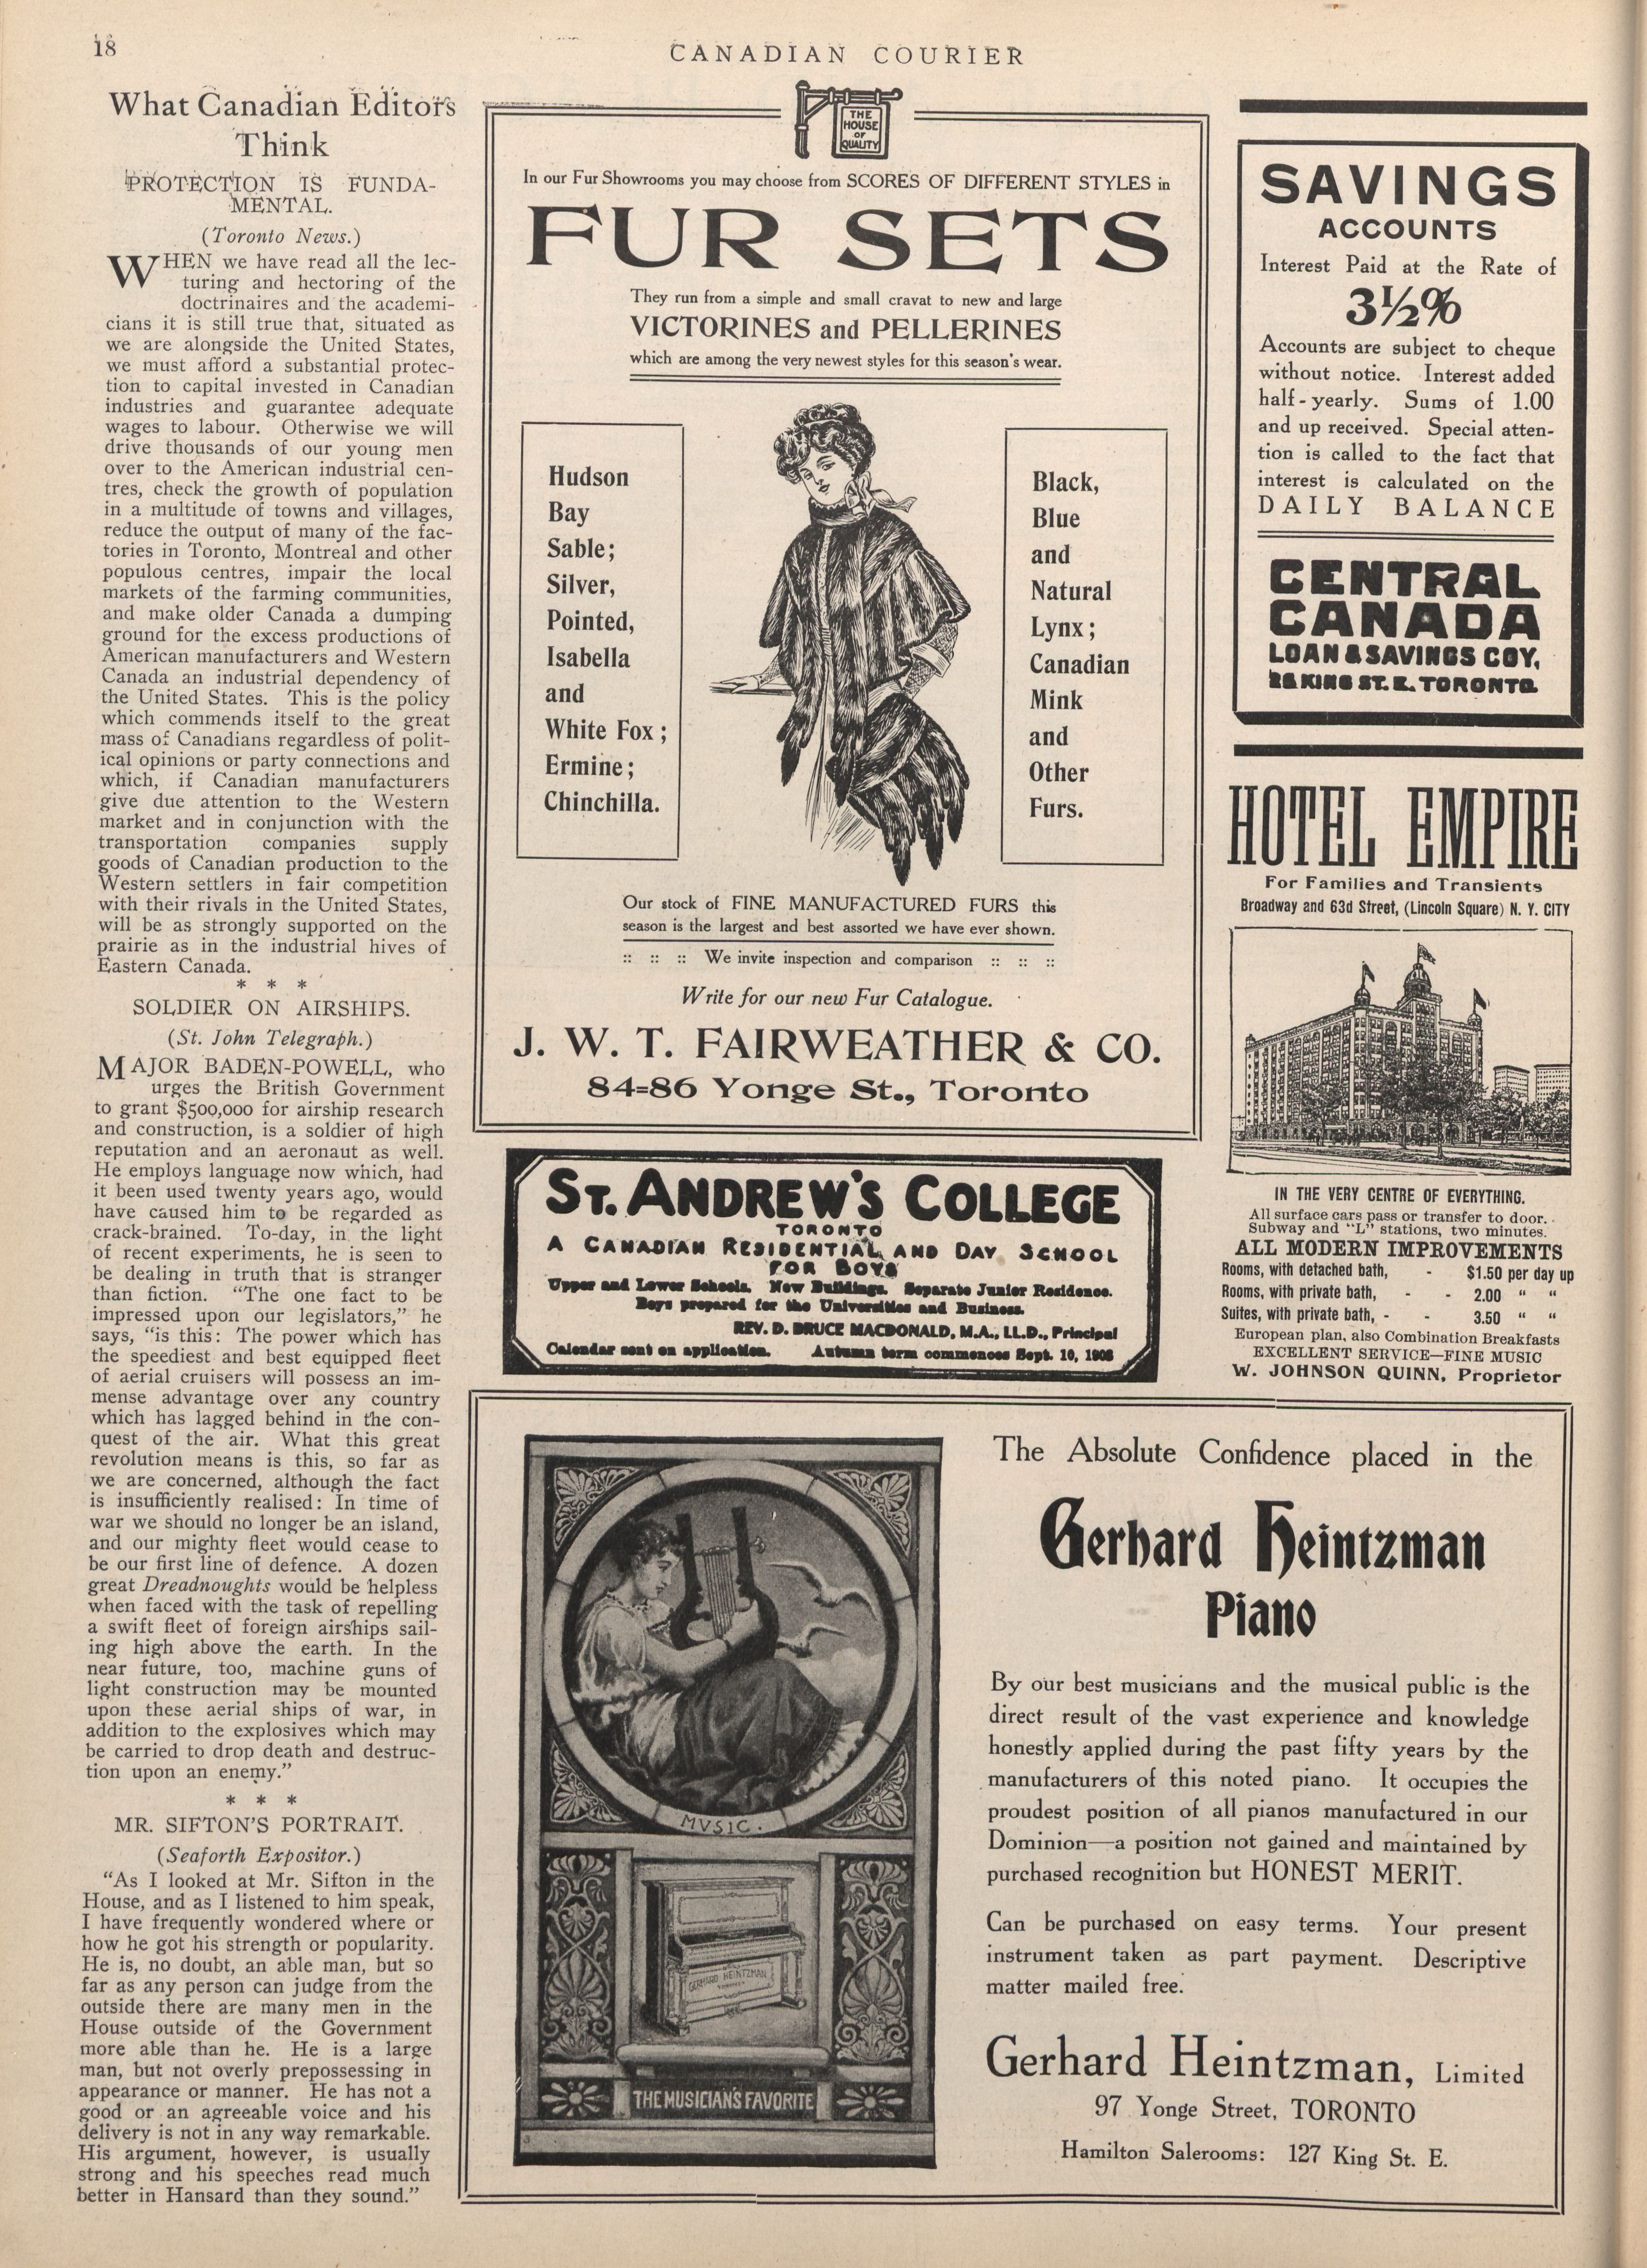 18
CANADIAN COURIER
What Canadian Editors
Think
PROTECTION IS FUNDA-
MENTAL.
(Toronto News.)
WHEN we have read all the lec-
turing and hectoring of the
doctrinaires and the academi-
cians it is still true that, situated as
we are alongside the United States,
we must afford a substantial protec-
tion to capital invested in Canadian
industries and guarantee adequate
wages to labour. Otherwise we will
drive thousands of our young men
over to the American industrial cen-
tres, check the growth of population
in a multitude of towns and villages,
reduce the output of many of the fac-
tories in Toronto, Montreal and other
populous centres, impair the local
markets of the farming communities,
and make older Canada a dumping
ground for the excess productions of
American manufacturers and Western
Canada an industrial dependency of
the United States. This is the policy
which commends itself to the great
mass of Canadians regardless of polit-
ical opinions or party connections and
which, if Canadian manufacturers
give due attention to the Western
market and in conjunction with the
transportation companies supply
goods of Canadian production to the
Western settlers in fair competition
with their rivals in the United States,
will be as strongly supported on the
prairie as in the industrial hives of
Eastern Canada.
* * *
SOLDIER ON AIRSHIPS.
(St. John Telegraph.)
MAJOR BADEN-POWELL, who
urges the British Government
to grant $500,000 for airship research
and construction, is a soldier of high
reputation and an aeronaut as well.
He employs language now which, had
it been used twenty years ago, would
have caused him to be regarded as
crack-brained. To-day, in the light
of recent experiments, he is seen to
be dealing in truth that is stranger
than fiction. "The one fact to be
impressed upon our legislators," he
says, "is this: The power which has
the speediest and best equipped fleet
of aerial cruisers will possess an im-
mense advantage over any country
which has lagged behind in the con-
quest of the air. What this great
revolution means is this, so far as
we are concerned, although the fact
is insufficiently realised: In time of
war we should no longer be an island,
and our mighty fleet would cease to
be our first line of defence. A dozen
great Dreadnoughts would be helpless
when faced with the task of repelling
a swift fleet of foreign airships sail-
ing high above the earth. In the
near future, too, machine guns of
light construction may be mounted
upon these aerial ships of war, in
addition to the explosives which may
be carried to drop death and destruc-
tion upon an enemy."
* * *
MR. SIFTON'S PORTRAIT.
(Seaforth Expositor.)
"As I looked at Mr. Sifton in the
House, and as I listened to him speak,
I have frequently wondered where or
how he got his strength or popularity.
He is, no doubt, an able man, but so
far as any person can judge from the
outside there are many men in the
House outside of the Government
more able than he. He is a large
man, but not overly prepossessing in
appearance or manner. He has not a
good or an agreeable voice and his
delivery is not in any way remarkable.
His argument, however, is usually
strong and his speeches read much
better in Hansard than they sound."
THE
HOUSE
OF
QUALITY
In our Fur Showrooms you may choose from SCORES OF DIFFERENT STYLES in
FUR SETS
They run from a simple and small cravat to new and large
VICTORINES and PELLERINES
which are among the very newest styles for this season's wear.
Hudson
Bay
Sable;
Silver,
Pointed,
Isabella
and
White Fox;
Ermine;
Chinchilla.
Black,
Blue
and
Natural
Lynx;
Canadian
Mink
and
Other
Furs.
Our stock of FINE MANUFACTURED FURS this
season is the largest and best assorted we have ever shown.
:: :: :: We invite inspection and comparison :: :: ::
Write for our new Fur Catalogue.
J. W. T. FAIRWEATHER & CO.
84=86 Yonge St., Toronto
ST. ANDREW'S COLLEGE
TORONTO
A CANADIAN RESIDENTIAL AND DAY SCHOOL
FOR BOYS
Upper and Lower Schools. New Buildings. Separate Junior Residence.
Boys prepared for the Universities and Business.
REV. D. BRUCE MACDONALD, M.A., LL.D., Principal
Calendar sent on application. Autumn term commences Sept. 10, 1908
SAVINGS
ACCOUNTS
Interest Paid at the Rate of
3½%
Accounts are subject to cheque
without notice. Interest added
half-yearly. Sums of 1.00
and up received. Special atten-
tion is called to the fact that
interest is calculated on the
DAILY BALANCE
CENTRAL
CANADA
LOAN & SAVINGS COY,
26 KING ST. E. TORONTO.
HOTEL EMPIRE
For Families and Transients
Broadway and 63d Street, (Lincoln Square) N. Y. CITY
IN THE VERY CENTRE OF EVERYTHING.
All surface cars pass or transfer to door.
Subway and "L" stations, two minutes.
ALL MODERN IMPROVEMENTS
Rooms, with detached bath, - $1.50 per day up
Rooms, with private bath, - - 2.00 " "
Suites, with private bath, - - 3.50 " "
European plan, also Combination Breakfasts
EXCELLENT SERVICE—FINE MUSIC
W. JOHNSON QUINN, Proprietor
MVSIC.
GERHARD HEINTZMAN
THE MUSICIAN'S FAVORITE
The Absolute Confidence placed in the
Gerhard Heintzman
Piano
By our best musicians and the musical public is the
direct result of the vast experience and knowledge
honestly applied during the past fifty years by the
manufacturers of this noted piano. It occupies the
proudest position of all pianos manufactured in our
Dominion—a position not gained and maintained by
purchased recognition but HONEST MERIT.
Can be purchased on easy terms. Your present
instrument taken as part payment. Descriptive
matter mailed free.
Gerhard Heintzman, Limited
97 Yonge Street, TORONTO
Hamilton Salerooms: 127 King St. E.